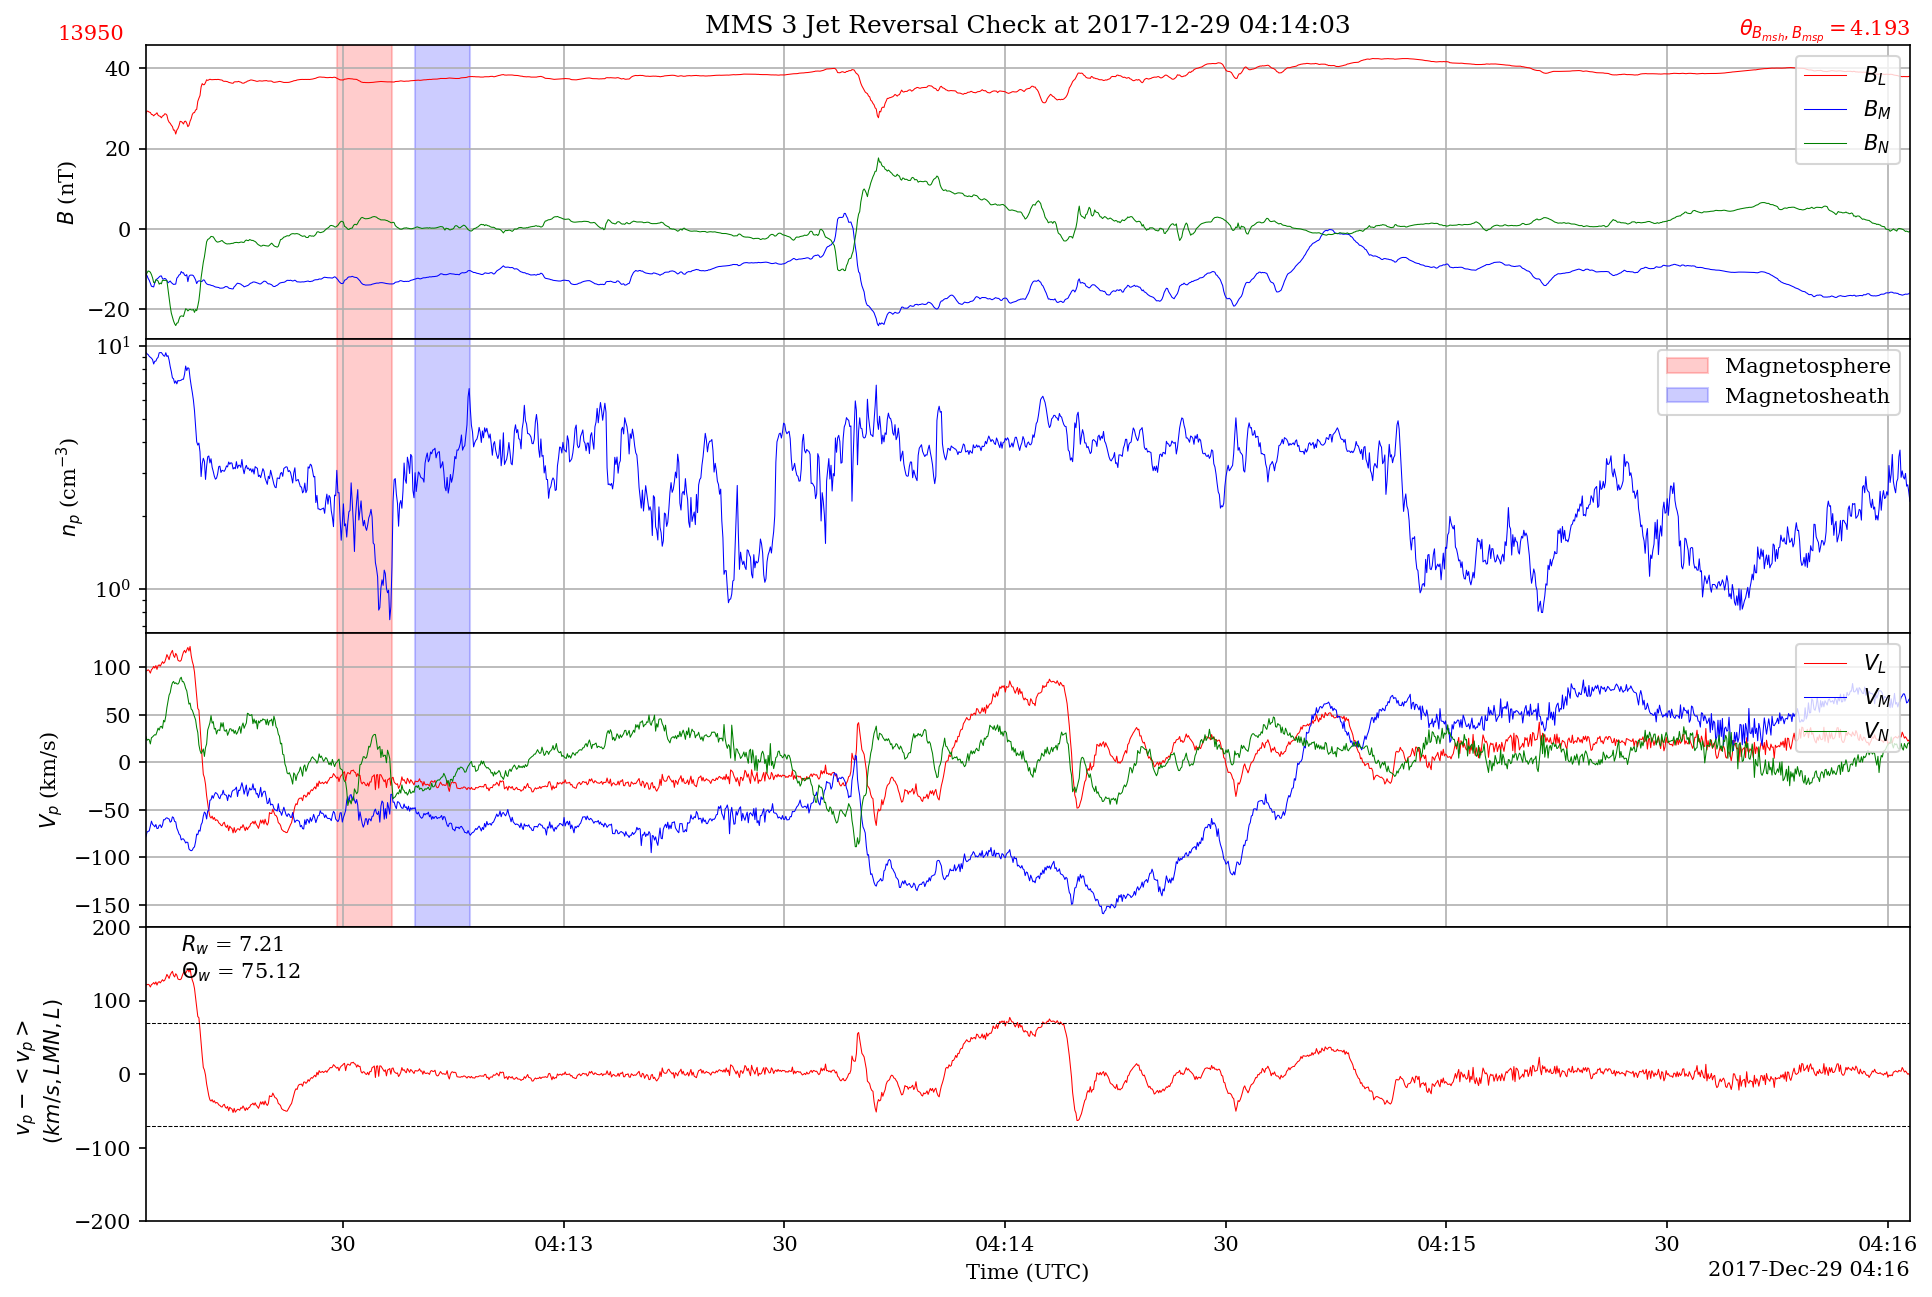 13950
MMS 3 Jet Reversal Check at 2017-12-29 04:14:03
θ_{B_{msh}, B_{msp}} = 4.193
40
20
0
−20
B (nT)
B_L
B_M
B_N
10^1
10^0
n_p (cm^{−3})
Magnetosphere
Magnetosheath
100
50
0
−50
−100
−150
V_p (km/s)
V_L
V_M
V_N
200
100
0
−100
−200
v_p − <v_p>
(km/s, LMN, L)
R_w = 7.21
Θ_w = 75.12
30
04:13
30
04:14
30
04:15
30
04:16
Time (UTC)
2017-Dec-29 04:16